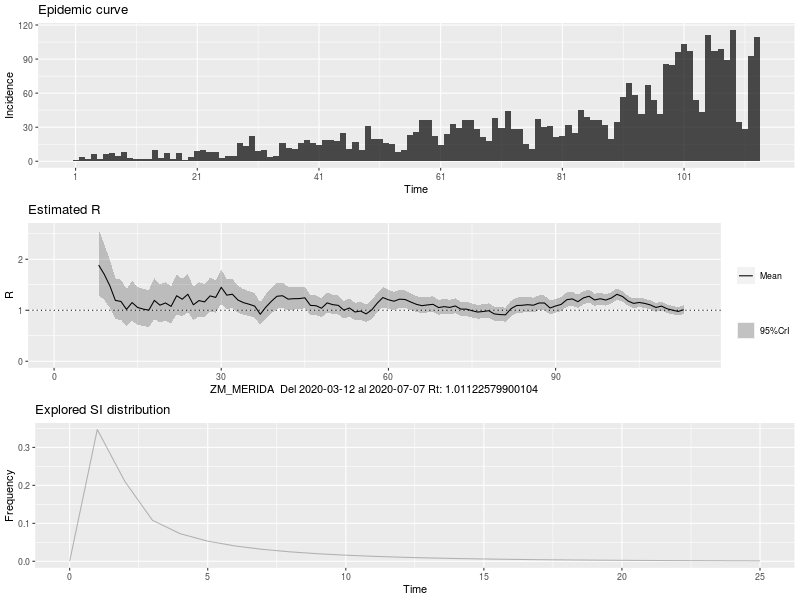 Epidemic curve
120
90
60
30
0
Incidence
1 21 41 61 81 101
Time
Estimated R
2
1
0
R
0 30 60 90
ZM_MERIDA Del 2020-03-12 al 2020-07-07 Rt: 1.01122579900104
Mean
95%CrI
Explored SI distribution
0.3
0.2
0.1
0.0
Frequency
0 5 10 15 20 25
Time